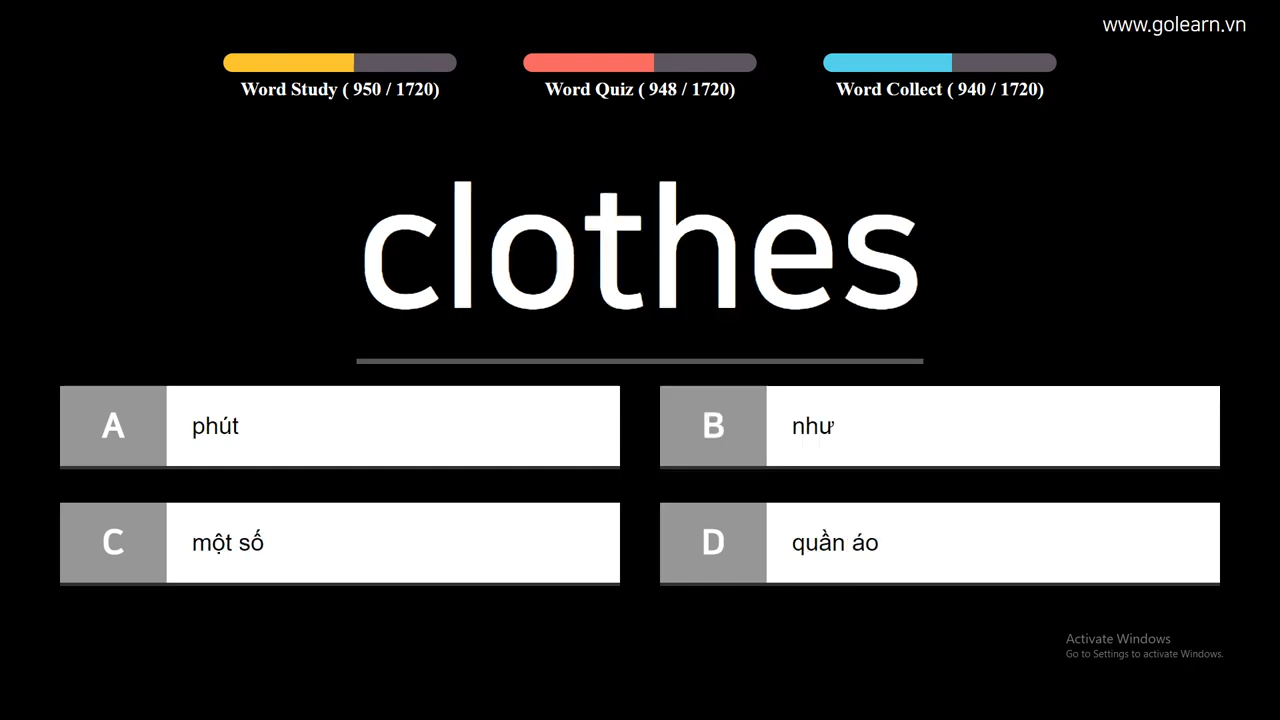 www.golearn.vn
Word Study ( 950 / 1720)
Word Quiz ( 948 / 1720)
Word Collect ( 940 / 1720)
clothes
A phút
B như
C một số
D quần áo
Activate Windows
Go to Settings to activate Windows.